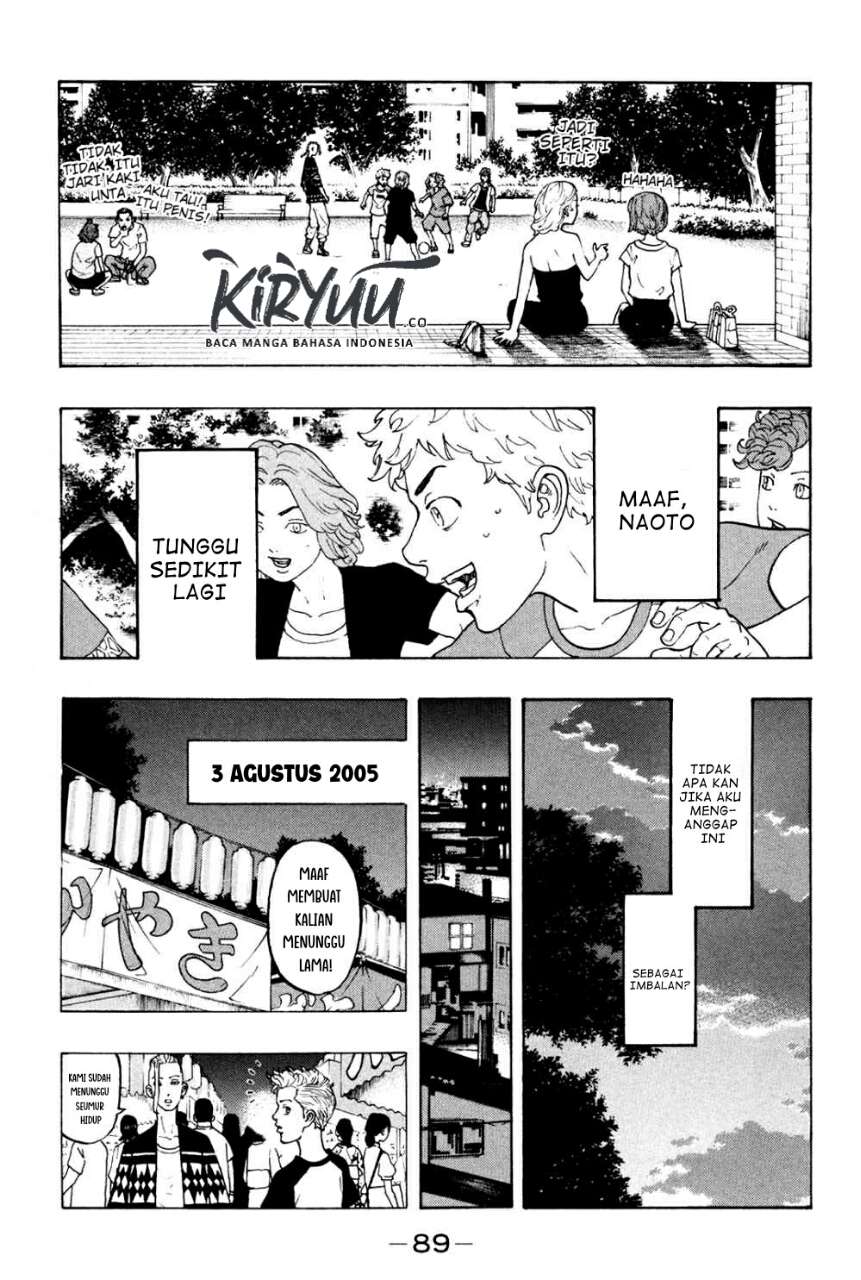 TIDAK
TIDAK, ITU
JARI KAKI
UNTA...
AKU TAU!
ITU PENIS!
JADI
SEPERTI
ITU?
HAHAHA
KIRYUU
.CO
BACA MANGA BAHASA INDONESIA
MAAF,
NAOTO
TUNGGU
SEDIKIT
LAGI
TIDAK
APA KAN
JIKA AKU
MENG-
ANGGAP
INI
SEBAGAI
IMBALAN?
3 AGUSTUS 2005
MAAF
MEMBUAT
KALIAN
MENUNGGU
LAMA!
やき
KAMI SUDAH
MENUNGGU
SEUMUR
HIDUP
—89—